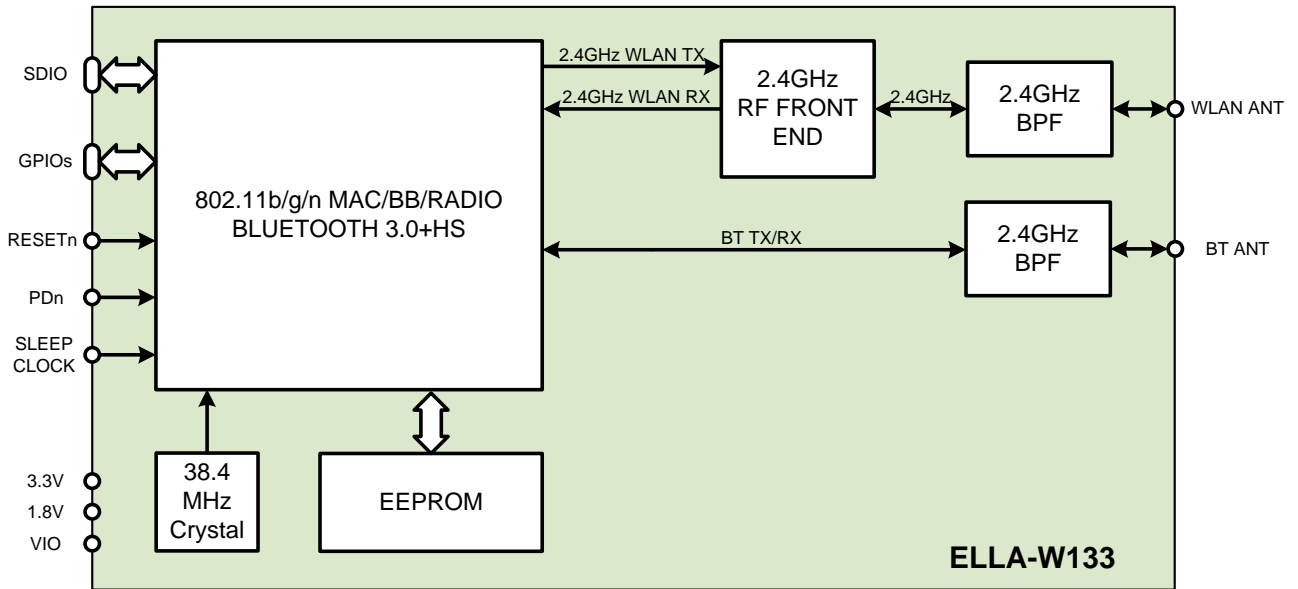 SDIO
GPIOs
RESETn
PDn
SLEEP
CLOCK
3.3V
1.8V
VIO
802.11b/g/n MAC/BB/RADIO
BLUETOOTH 3.0+HS
38.4
MHz
Crystal
EEPROM
2.4GHz WLAN TX
2.4GHz WLAN RX
2.4GHz
RF FRONT
END
2.4GHz
2.4GHz
BPF
WLAN ANT
BT TX/RX
2.4GHz
BPF
BT ANT
ELLA-W133